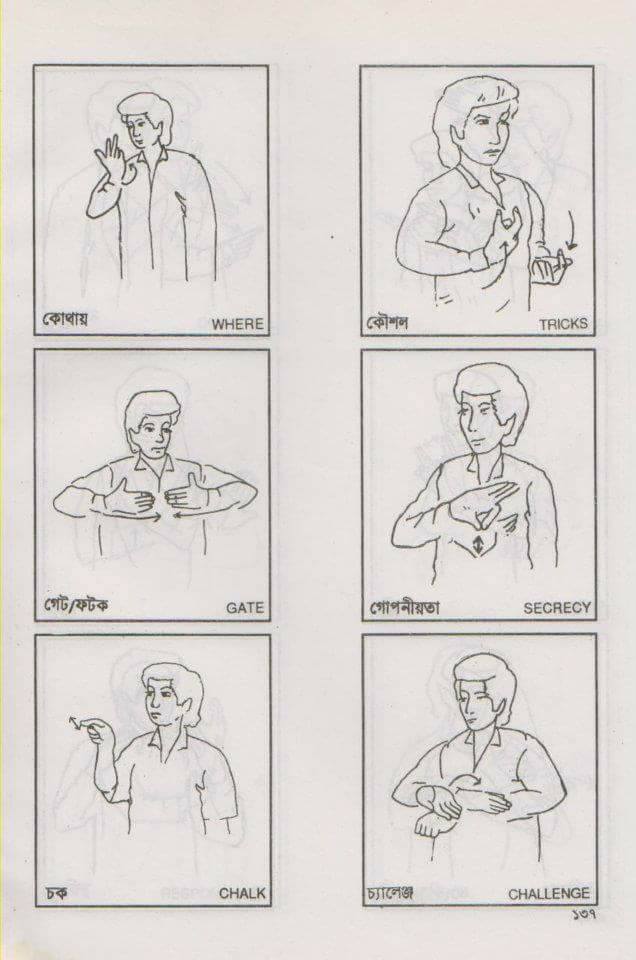 কোথায় WHERE
কৌশল TRICKS
গেট/ফটক GATE
গোপনীয়তা SECRECY
চক CHALK
চ্যালেঞ্জ CHALLENGE
১৩৭